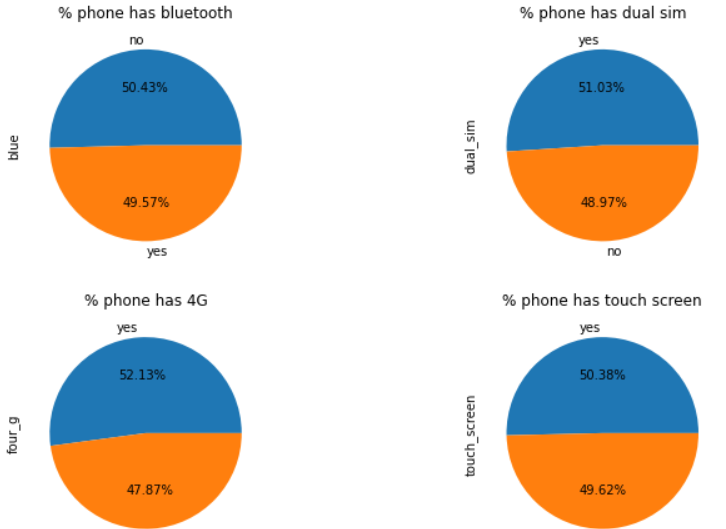 % phone has bluetooth
no
50.43%
blue
49.57%
yes
% phone has dual sim
yes
51.03%
dual_sim
48.97%
no
% phone has 4G
yes
52.13%
four_g
47.87%
% phone has touch screen
yes
50.38%
touch_screen
49.62%